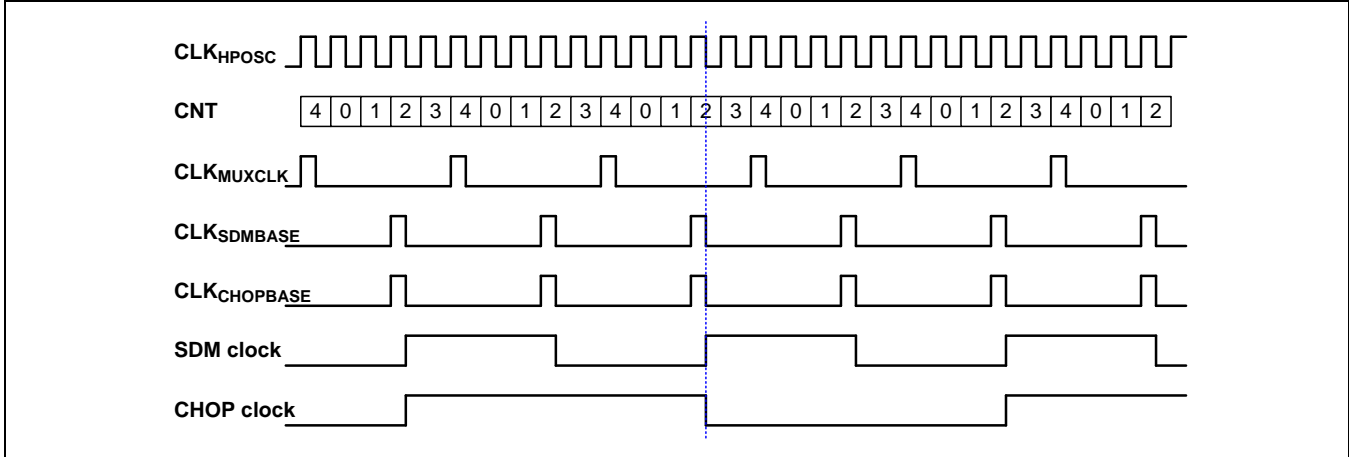 CLKHPOSC
CNT 4 0 1 2 3 4 0 1 2 3 4 0 1 2 3 4 0 1 2 3 4 0 1 2 3 4 0 1 2
CLKMUXCLK
CLKSDMBASE
CLKCHOPBASE
SDM clock
CHOP clock